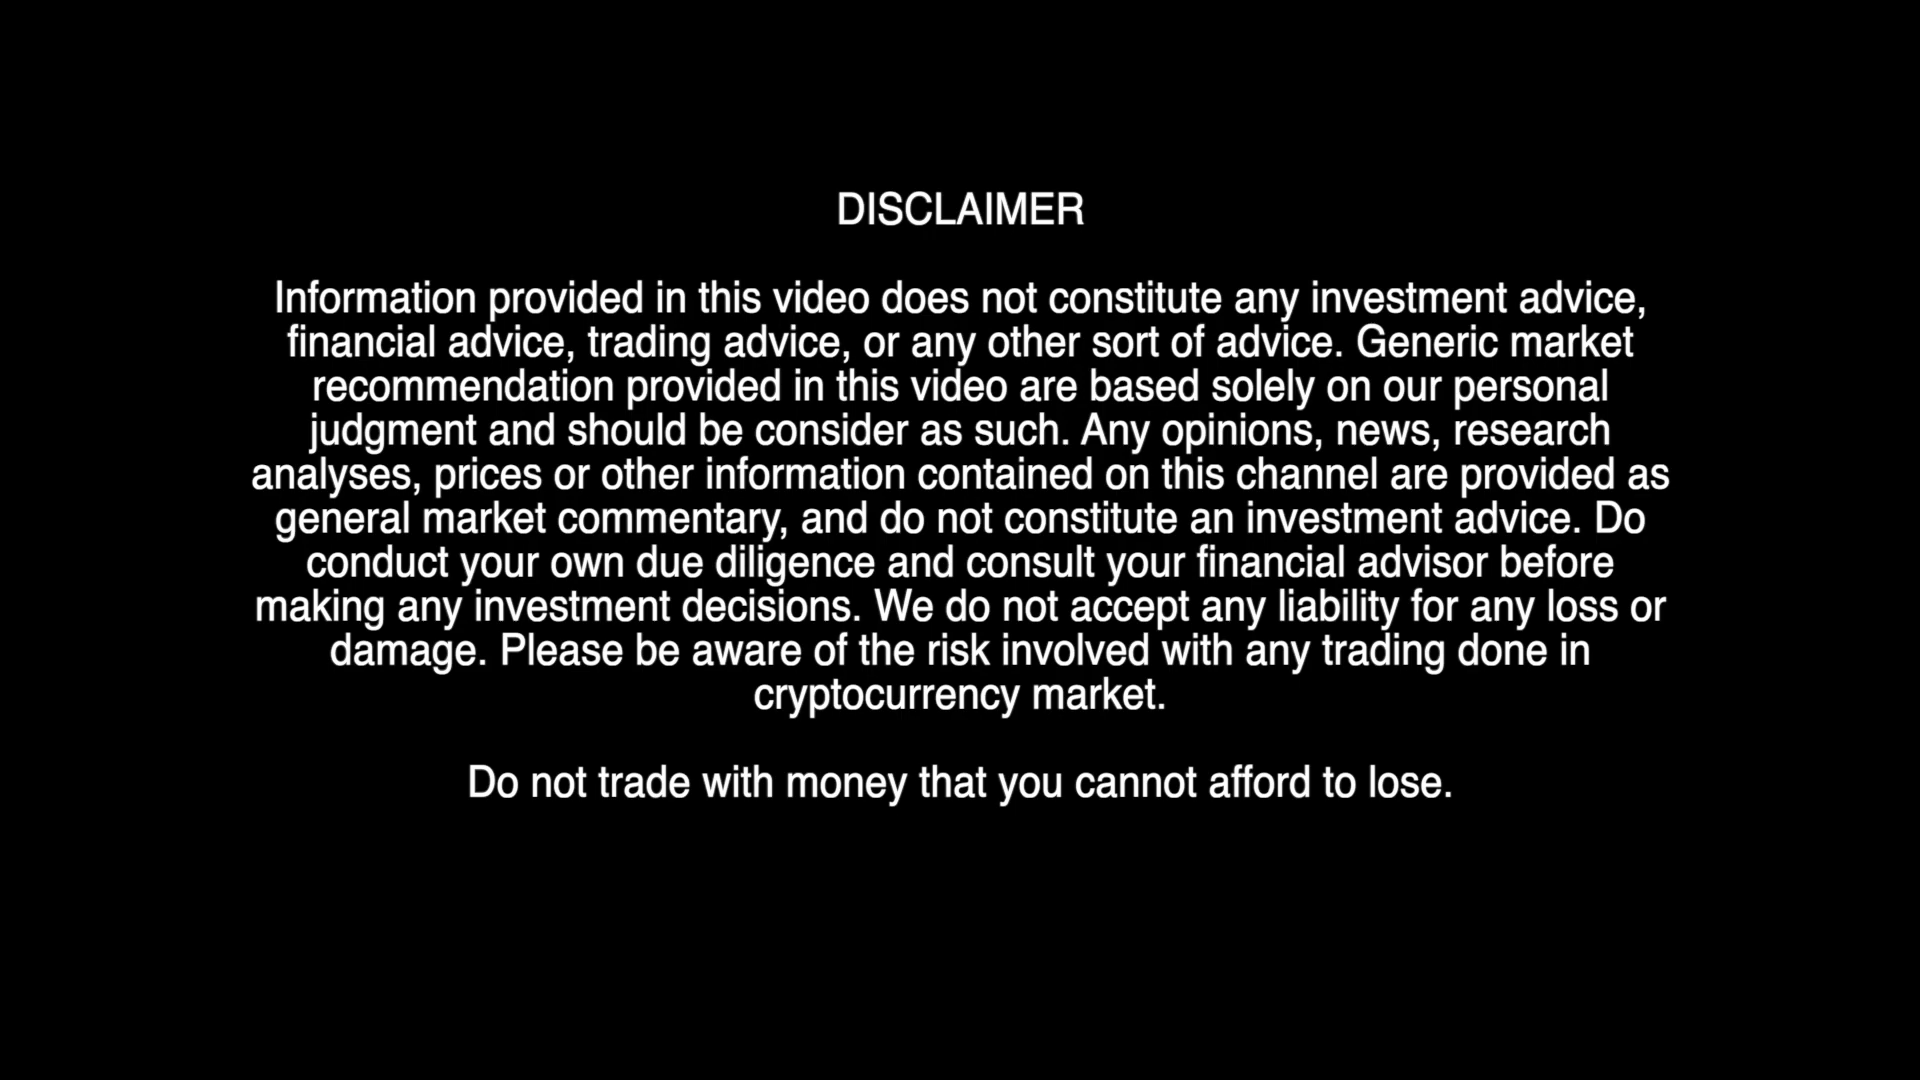 DISCLAIMER
Information provided in this video does not constitute any investment advice,
financial advice, trading advice, or any other sort of advice. Generic market
recommendation provided in this video are based solely on our personal
judgment and should be consider as such. Any opinions, news, research
analyses, prices or other information contained on this channel are provided as
general market commentary, and do not constitute an investment advice. Do
conduct your own due diligence and consult your financial advisor before
making any investment decisions. We do not accept any liability for any loss or
damage. Please be aware of the risk involved with any trading done in
cryptocurrency market.
Do not trade with money that you cannot afford to lose.